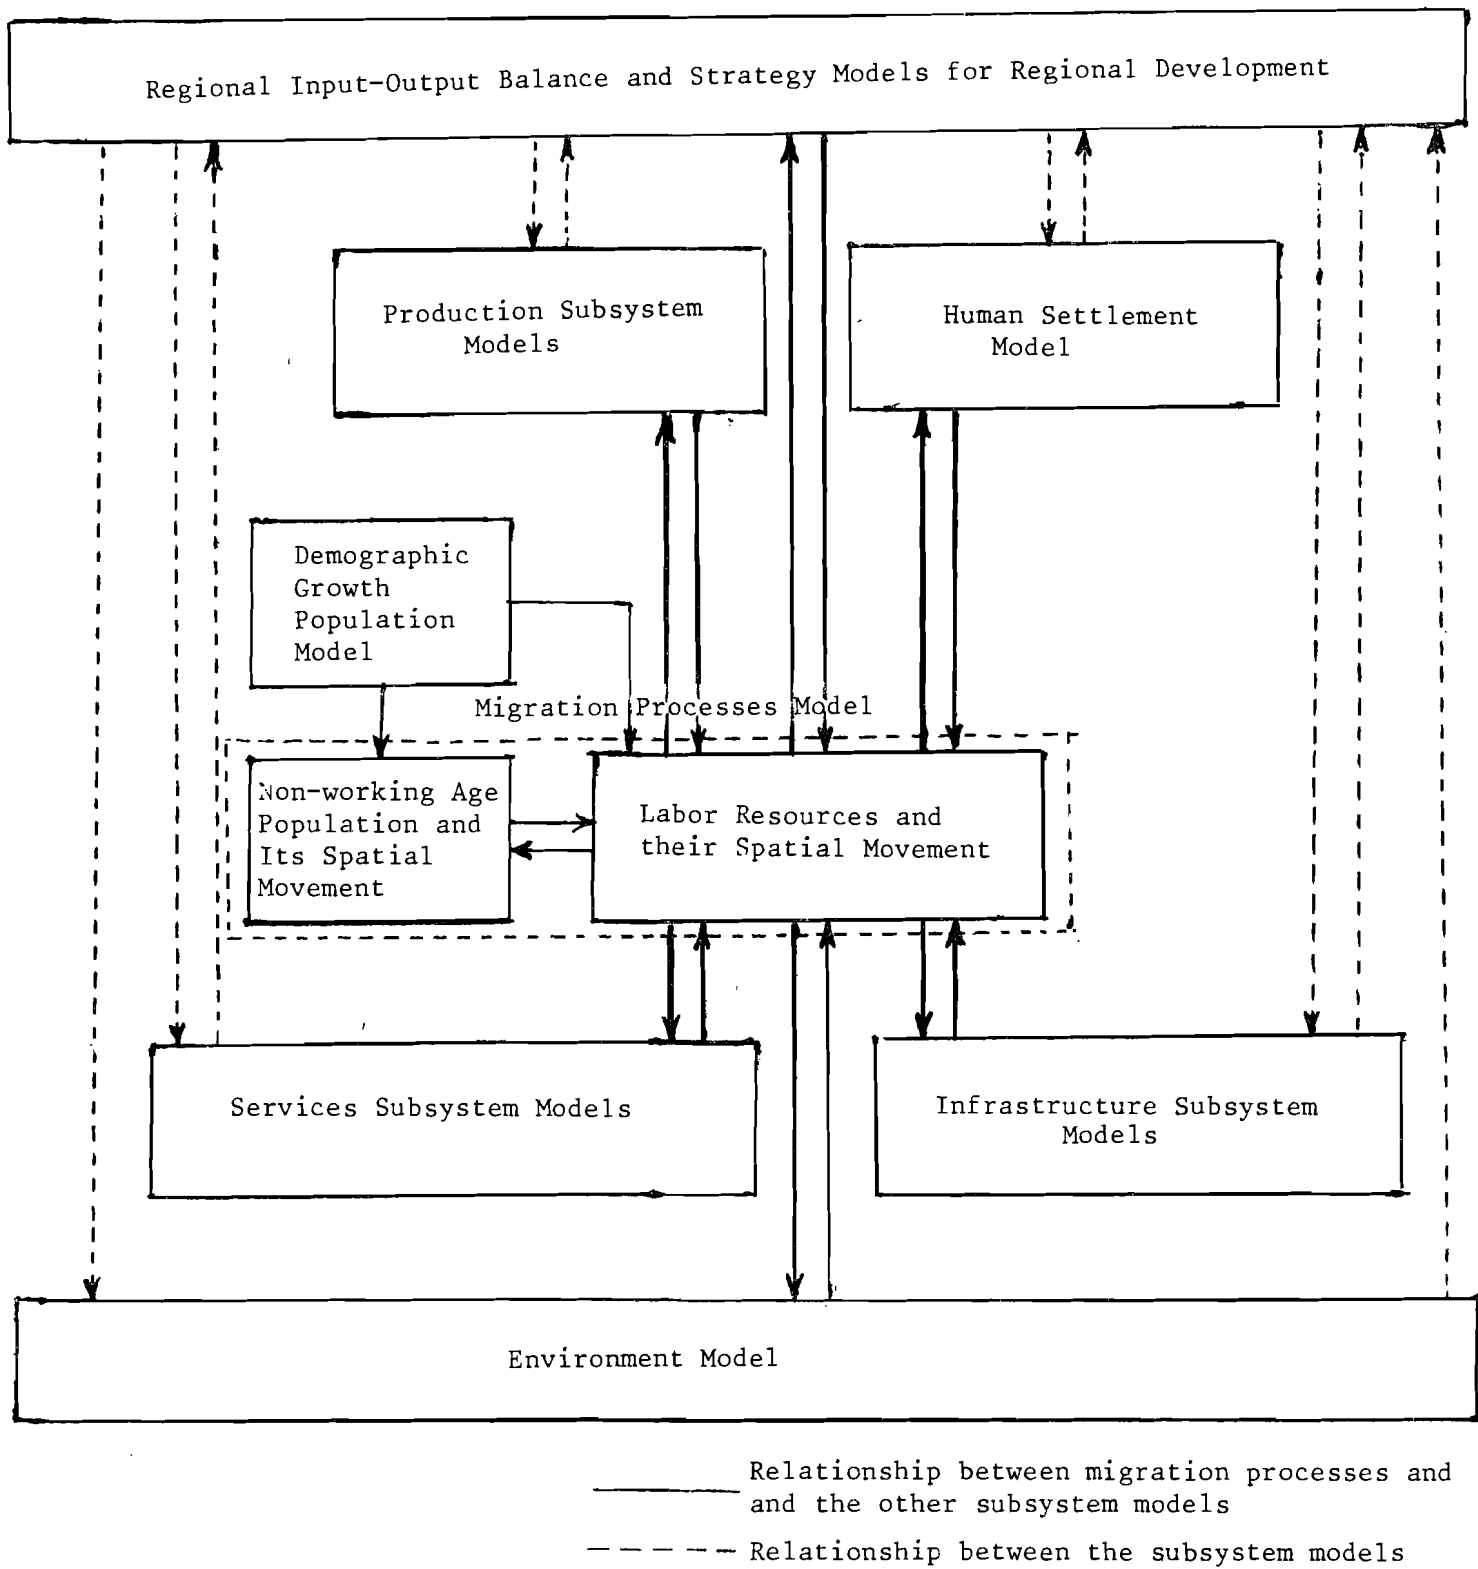 Regional Input-Output Balance and Strategy Models for Regional Development
Production Subsystem
Models
Human Settlement
Model
Demographic
Growth
Population
Model
Migration Processes Model
Non-working Age
Population and
Its Spatial
Movement
Labor Resources and
their Spatial Movement
Services Subsystem Models
Infrastructure Subsystem
Models
Environment Model
Relationship between migration processes and
and the other subsystem models
Relationship between the subsystem models